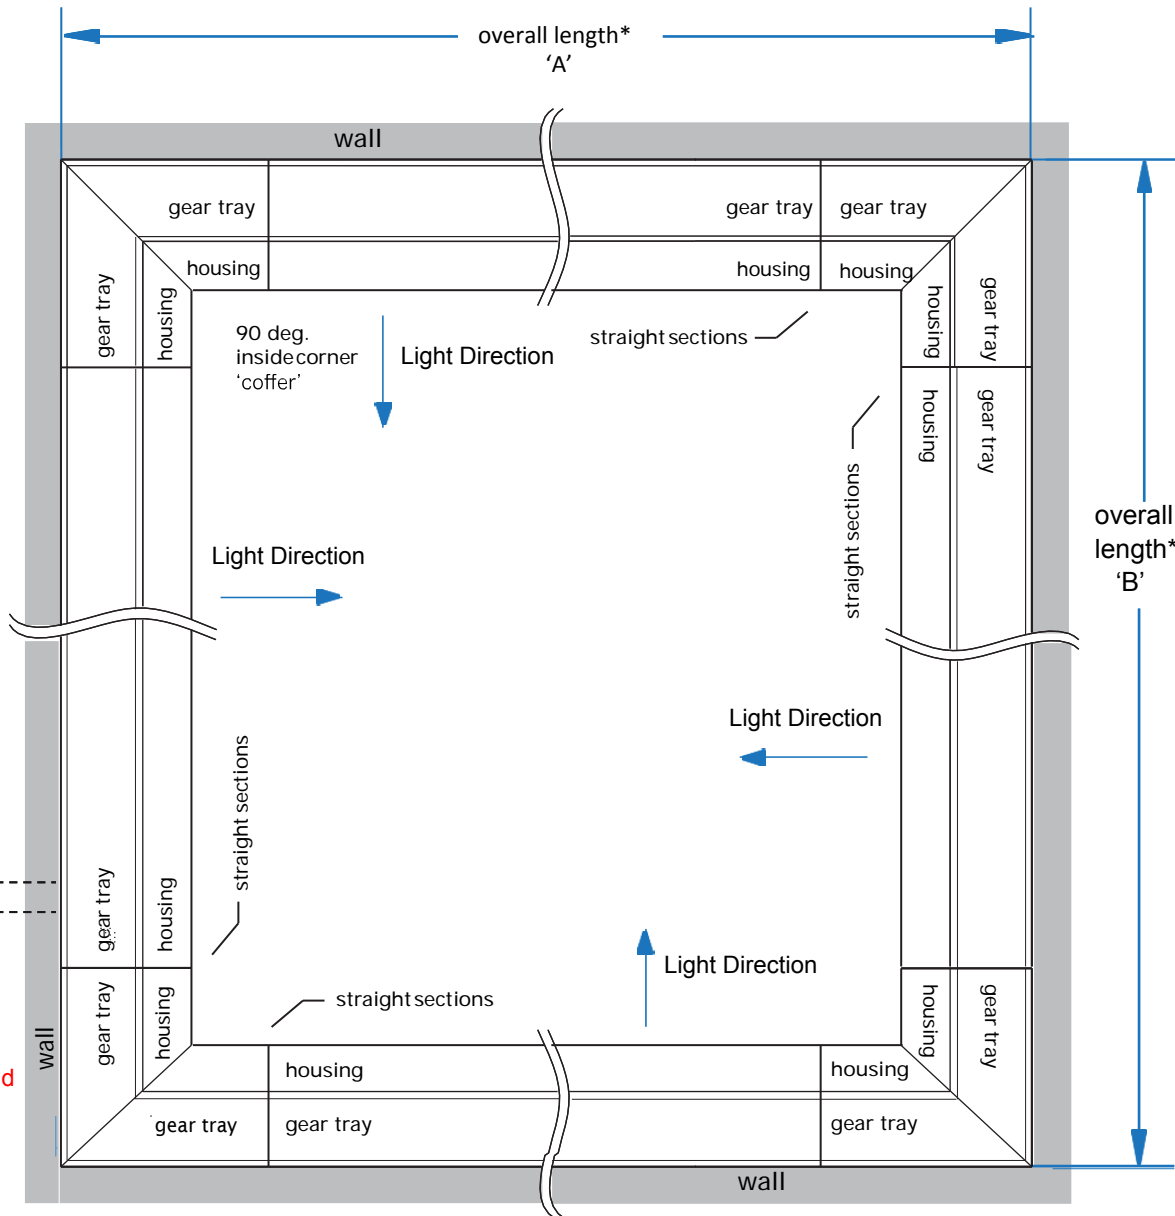 overall length*
‘A’
wall
gear tray
gear tray
gear tray
housing
housing
housing
gear tray
housing
housing
gear tray
90 deg.
insidecorner
‘coffer’
Light Direction
straight sections
housing
gear tray
straight sections
overall
length*
‘B’
Light Direction
Light Direction
straight sections
gear tray
housing
Light Direction
gear tray
housing
straight sections
housing
gear tray
wall
d
housing
housing
gear tray
gear tray
gear tray
wall